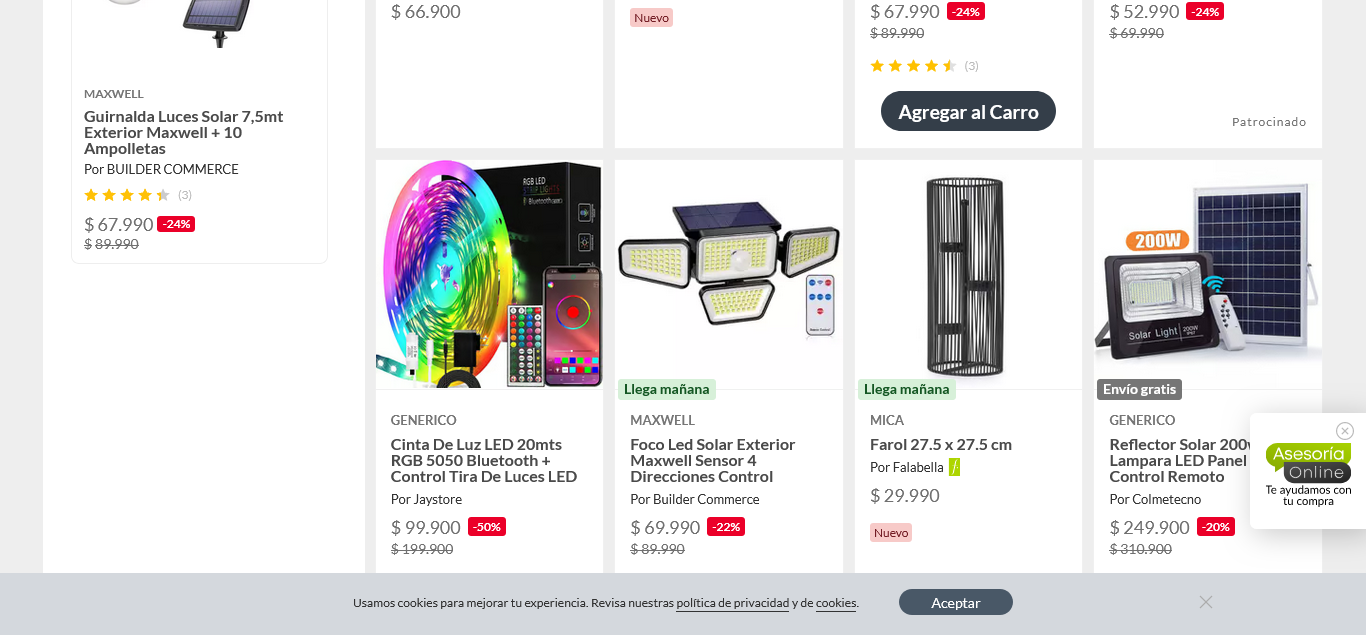 MAXWELL
Guirnalda Luces Solar 7,5mt
Exterior Maxwell + 10
Ampolletas
Por BUILDER COMMERCE
(3)
$ 67.990 -24%
$ 89.990
$ 66.900
Nuevo
$ 67.990 -24%
$ 89.990
(3)
Agregar al Carro
$ 52.990 -24%
$ 69.990
Patrocinado
RGB LED
STRIP LIGHTS
Bluetooth
GENERICO
Cinta De Luz LED 20mts
RGB 5050 Bluetooth +
Control Tira De Luces LED
Por Jaystore
$ 99.900 -50%
$ 199.900
Llega mañana
MAXWELL
Foco Led Solar Exterior
Maxwell Sensor 4
Direcciones Control
Por Builder Commerce
$ 69.990 -22%
$ 89.990
Llega mañana
MICA
Farol 27.5 x 27.5 cm
Por Falabella f.
$ 29.990
Nuevo
200W
Solar Light 200W
Envío gratis
GENERICO
Reflector Solar 200w
Lampara LED Panel
Control Remoto
Por Colmetecno
$ 249.900 -20%
$ 310.900
Asesoría
Online
Te ayudamos con
tu compra
Usamos cookies para mejorar tu experiencia. Revisa nuestras política de privacidad y de cookies.
Aceptar